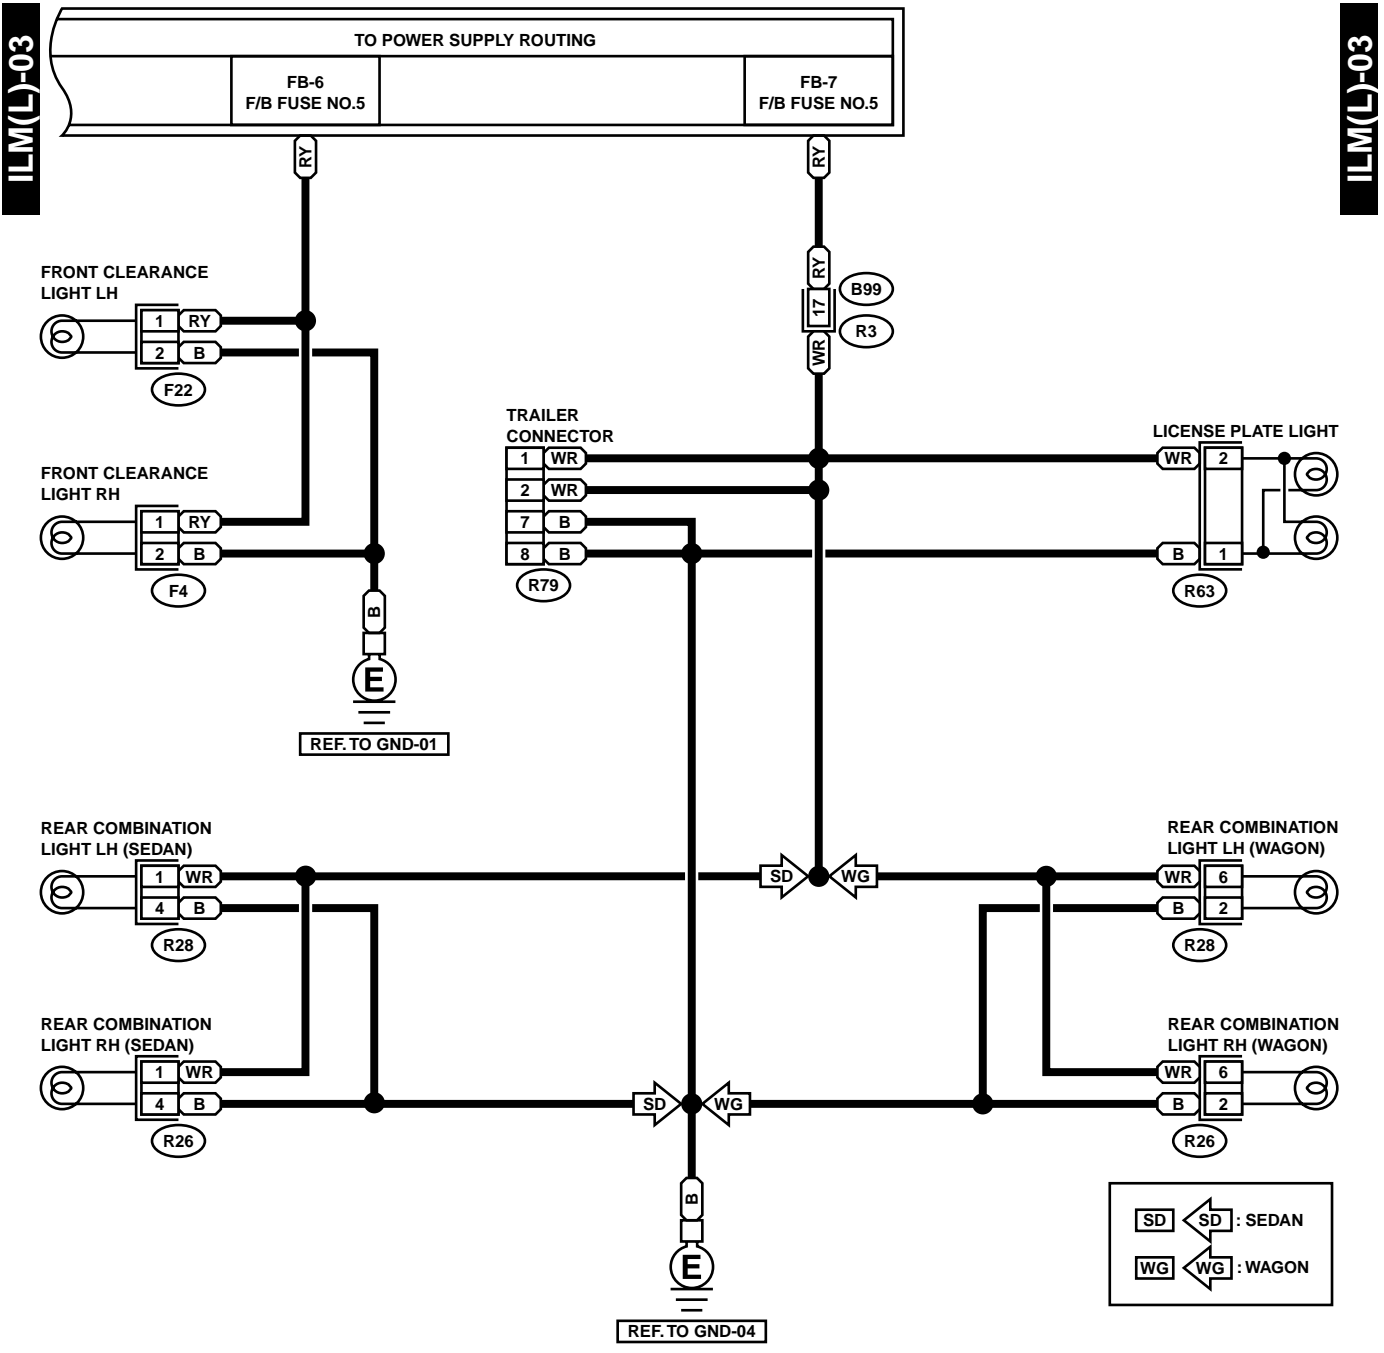 ILM(L)-03
ILM(L)-03
TO POWER SUPPLY ROUTING
FB-6
F/B FUSE NO.5
FB-7
F/B FUSE NO.5
RY
RY
RY
17
B99
R3
WR
FRONT CLEARANCE
LIGHT LH
1 RY
2 B
F22
FRONT CLEARANCE
LIGHT RH
1 RY
2 B
F4
B
E
REF. TO GND-01
TRAILER
CONNECTOR
1 WR
2 WR
7 B
8 B
R79
LICENSE PLATE LIGHT
WR 2
B 1
R63
REAR COMBINATION
LIGHT LH (SEDAN)
1 WR
4 B
R28
SD
WG
REAR COMBINATION
LIGHT LH (WAGON)
WR 6
B 2
R28
REAR COMBINATION
LIGHT RH (SEDAN)
1 WR
4 B
R26
SD
WG
REAR COMBINATION
LIGHT RH (WAGON)
WR 6
B 2
R26
B
E
REF. TO GND-04
SD SD : SEDAN
WG WG : WAGON